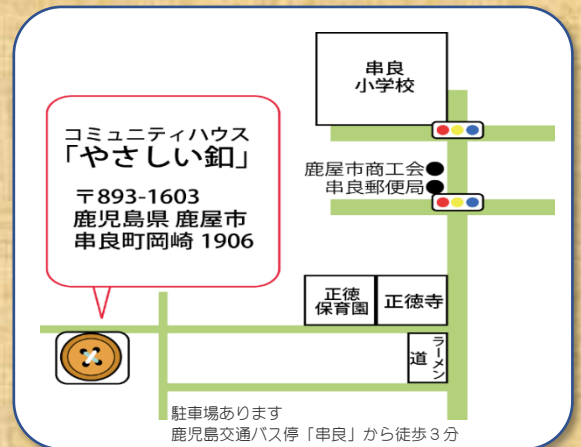 串良
小学校
コミュニティハウス
「やさしい釦」
〒893-1603
鹿児島県 鹿屋市
串良町岡崎 1906
鹿屋市商工会
串良郵便局
正徳
保育園
正徳寺
ラーメン
道
駐車場あります
鹿児島交通バス停「串良」から徒歩３分